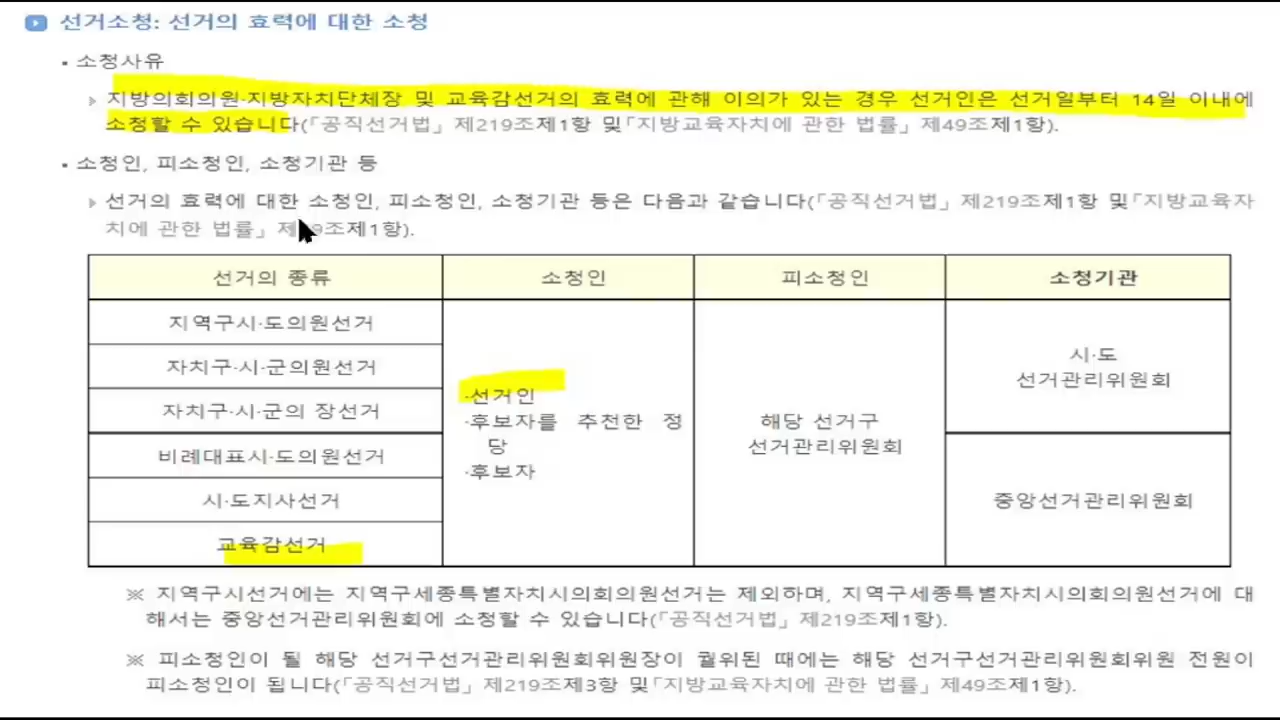 선거소청: 선거의 효력에 대한 소청
· 소청사유
지방의회의원·지방자치단체장 및 교육감선거의 효력에 관해 이의가 있는 경우 선거인은 선거일부터 14일 이내에
소청할 수 있습니다(「공직선거법」 제219조제1항 및「지방교육자치에 관한 법률」 제49조제1항).
· 소청인, 피소청인, 소청기관 등
선거의 효력에 대한 소청인, 피소청인, 소청기관 등은 다음과 같습니다(「공직선거법」 제219조제1항 및「지방교육자
치에 관한 법률」 제9조제1항).
선거의 종류 소청인 피소청인 소청기관
지역구시·도의원선거
자치구·시·군의원선거
자치구·시·군의 장선거
비례대표시·도의원선거
시·도지사선거
교육감선거
·선거인
·후보자를 추천한 정
당
·후보자
해당 선거구
선거관리위원회
시·도
선거관리위원회
중앙선거관리위원회
※ 지역구시선거에는 지역구세종특별자치시의회의원선거는 제외하며, 지역구세종특별자치시의회의원선거에 대
해서는 중앙선거관리위원회에 소청할 수 있습니다(「공직선거법」 제219조제1항).
※ 피소청인이 될 해당 선거구선거관리위원회위원장이 궐위된 때에는 해당 선거구선거관리위원회위원 전원이
피소청인이 됩니다(「공직선거법」 제219조제3항 및「지방교육자치에 관한 법률」 제49조제1항).